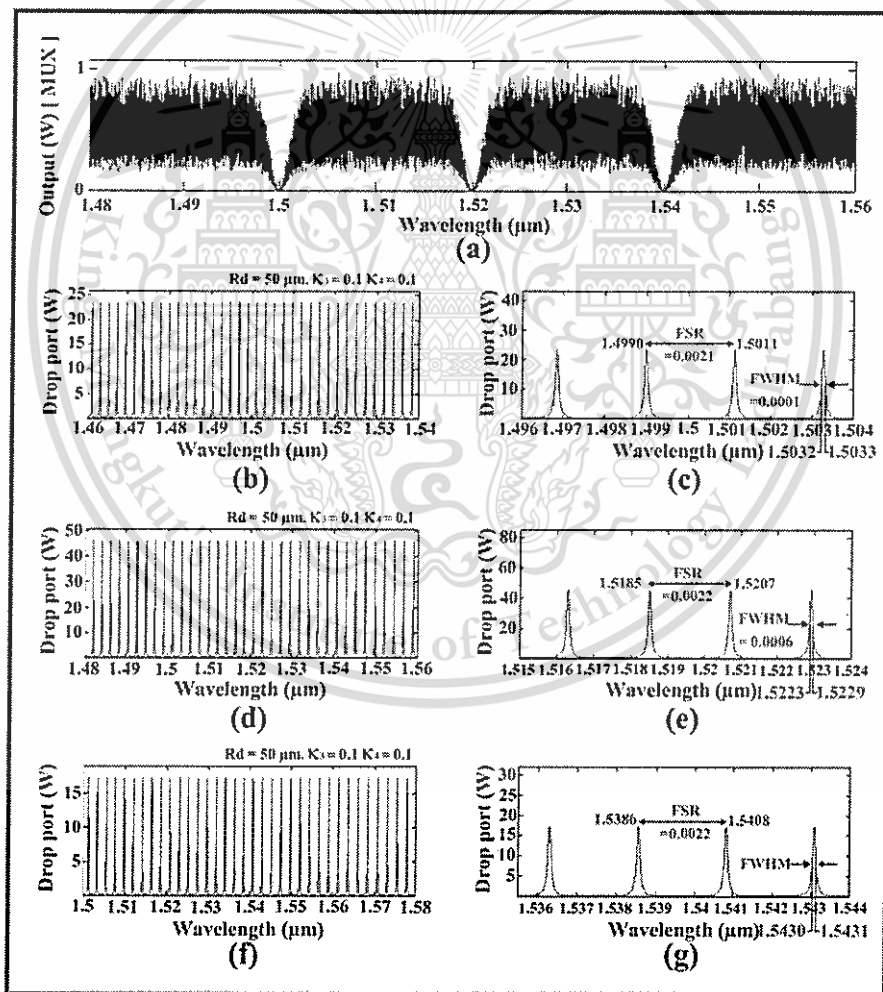 Output (W) [ MUX ]
1
0
1.48 1.49 1.5 1.51 1.52 1.53 1.54 1.55 1.56
Wavelength (µm)
(a)
Rd = 50 µm. K₃ = 0.1 K₄ = 0.1
Drop port (W)
25
20
15
10
5
1.46 1.47 1.48 1.49 1.5 1.51 1.52 1.53 1.54
Wavelength (µm)
(b)
Drop port (W)
40
30
20
10
FSR
1.4990 1.5011
=0.0021
FWHM
=0.0001
1.496 1.497 1.498 1.499 1.5 1.501 1.502 1.503 1.504
Wavelength (µm) 1.5032 1.5033
(c)
Rd = 50 µm. K₃ = 0.1 K₄ = 0.1
Drop port (W)
50
40
30
20
10
1.48 1.49 1.5 1.51 1.52 1.53 1.54 1.55 1.56
Wavelength (µm)
(d)
Drop port (W)
80
60
40
20
FSR
1.5185 1.5207
=0.0022
FWHM
=0.0006
1.515 1.516 1.517 1.518 1.519 1.52 1.521 1.522 1.523 1.524
Wavelength (µm) 1.5223 1.5229
(e)
Rd = 50 µm. K₃ = 0.1 K₄ = 0.1
Drop port (W)
15
10
5
1.5 1.51 1.52 1.53 1.54 1.55 1.56 1.57 1.58
Wavelength (µm)
(f)
Drop port (W)
30
25
20
15
10
5
FSR
1.5386 1.5408
=0.0022
FWHM
1.536 1.537 1.538 1.539 1.54 1.541 1.542 1.543 1.544
Wavelength (µm) 1.5430 1.5431
(g)
Institute of Technology